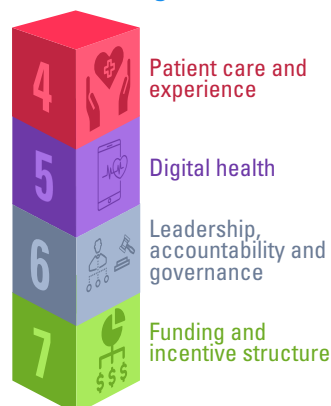 4
Patient care and
experience
5
Digital health
6
Leadership,
accountability and
governance
7
Funding and
incentive structure
$$$